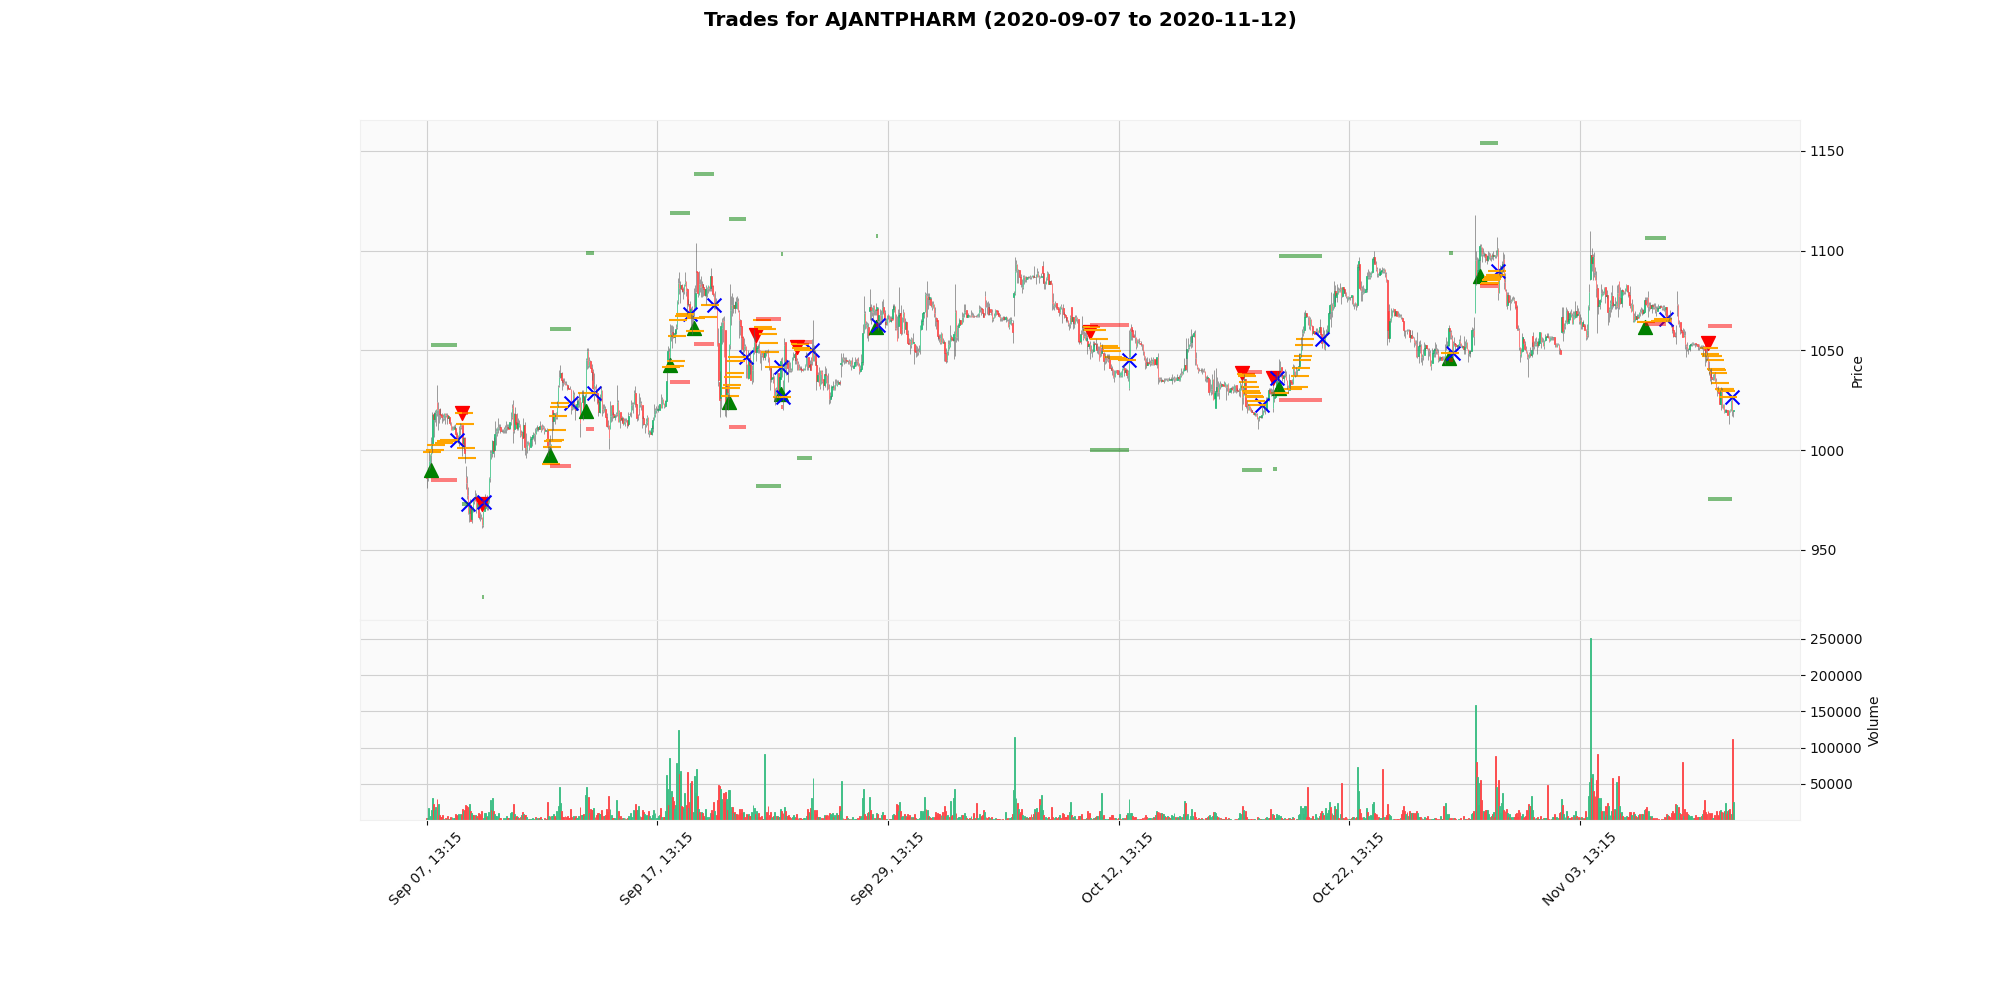 Trades for AJANTPHARM (2020-09-07 to 2020-11-12)
1150
1100
1050
1000
950
Price
250000
200000
150000
100000
50000
Volume
Sep 07, 13:15
Sep 17, 13:15
Sep 29, 13:15
Oct 12, 13:15
Oct 22, 13:15
Nov 03, 13:15